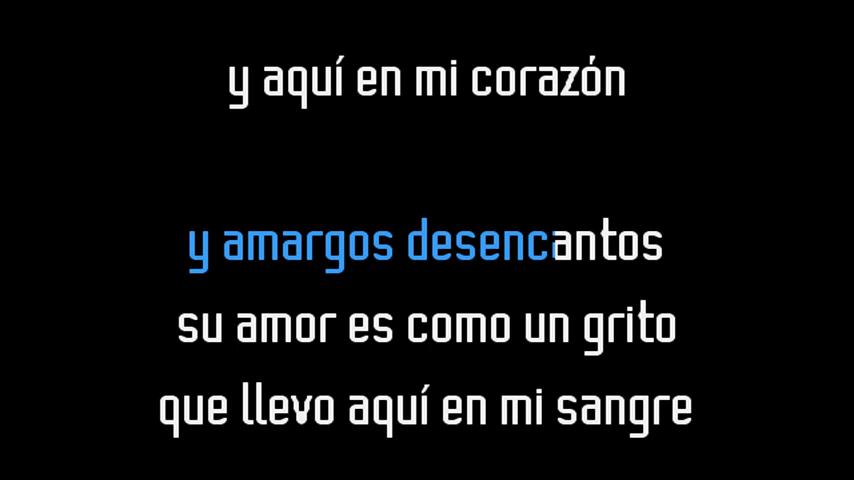 y aquí en mi corazón
y amargos desencantos
su amor es como un grito
que llevo aquí en mi sangre